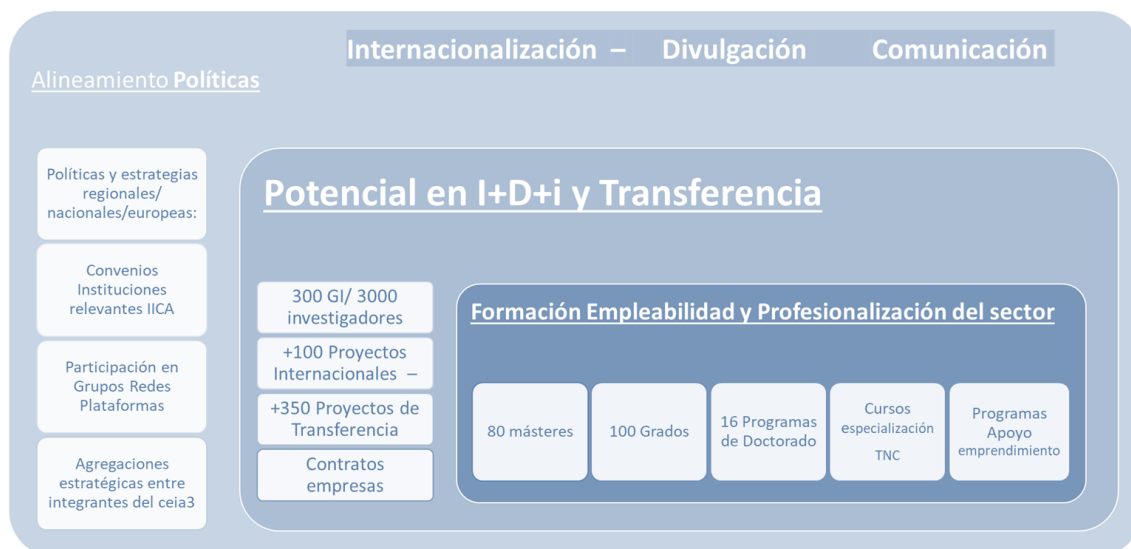 Internacionalización – Divulgación Comunicación
Alineamiento Políticas
Políticas y estrategias
regionales/
nacionales/europeas:
Convenios
Instituciones
relevantes IICA
Participación en
Grupos Redes
Plataformas
Agregaciones
estratégicas entre
integrantes del ceia3
Potencial en I+D+i y Transferencia
300 GI/ 3000
investigadores
+100 Proyectos
Internacionales –
+350 Proyectos de
Transferencia
Contratos
empresas
Formación Empleabilidad y Profesionalización del sector
80 másteres
100 Grados
16 Programas
de Doctorado
Cursos
especialización
TNC
Programas
Apoyo
emprendimiento